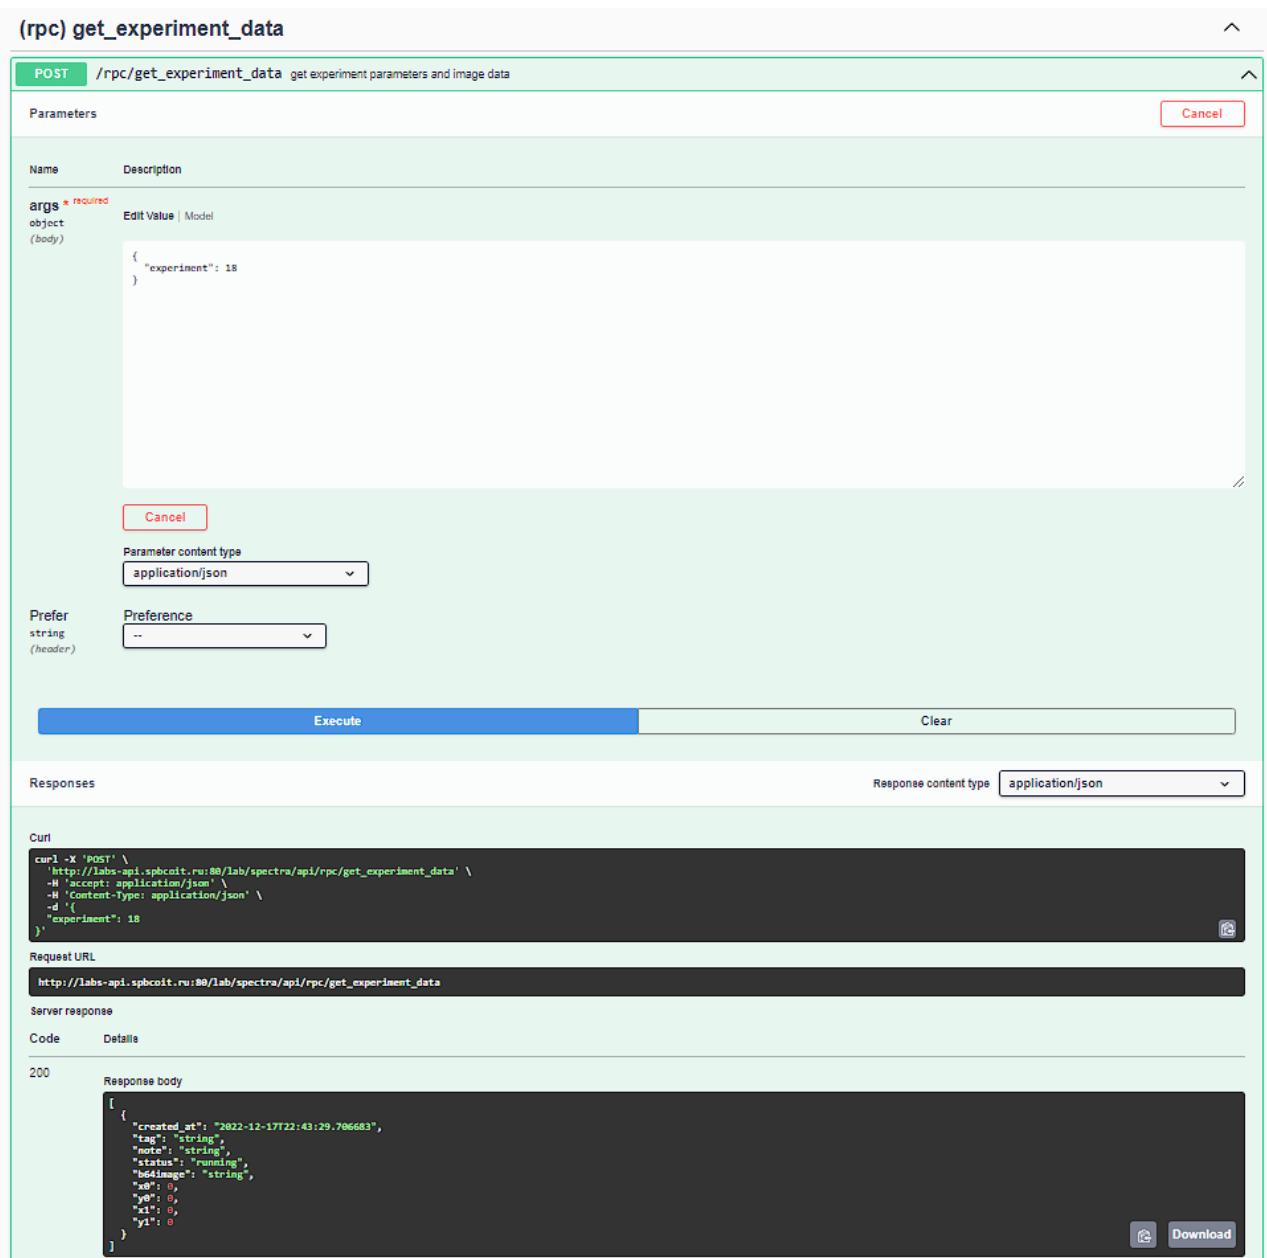 (rpc) get_experiment_data
POST /rpc/get_experiment_data get experiment parameters and image data
Parameters
Cancel
Name Description
args * required
object
(body)
Edit Value | Model
{
"experiment": 18
}
Cancel
Parameter content type
application/json
Prefer
string
(header)
Preference
--
Execute Clear
Responses
Response content type application/json
Curl
curl -X 'POST' \
'http://labs-api.spbcoit.ru:80/lab/spectra/api/rpc/get_experiment_data' \
-H 'accept: application/json' \
-H 'Content-Type: application/json' \
-d '{
"experiment": 18
}'
Request URL
http://labs-api.spbcoit.ru:80/lab/spectra/api/rpc/get_experiment_data
Server response
Code Details
200
Response body
[
{
"created_at": "2022-12-17T22:43:29.706683",
"tag": "string",
"note": "string",
"status": "running",
"b64image": "string",
"x0": 0,
"y0": 0,
"x1": 0,
"y1": 0
}
]
Download